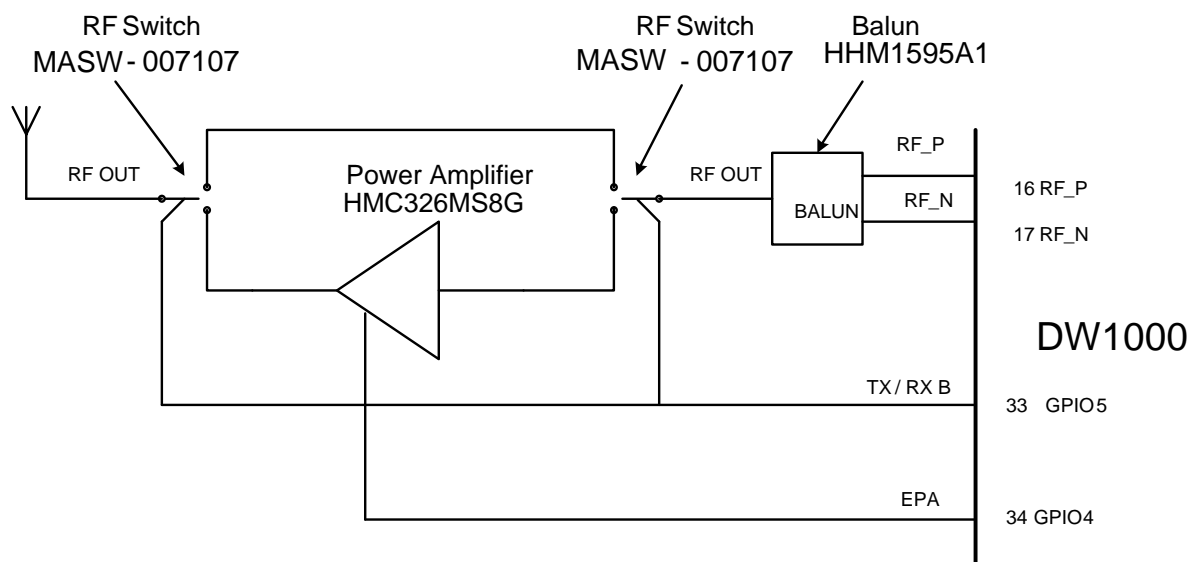 RF Switch
MASW - 007107
RF Switch
MASW - 007107
Balun
HHM1595A1
RF OUT
Power Amplifier
HMC326MS8G
RF OUT
BALUN
RF_P
RF_N
16 RF_P
17 RF_N
DW1000
TX / RX B
33 GPIO5
EPA
34 GPIO4